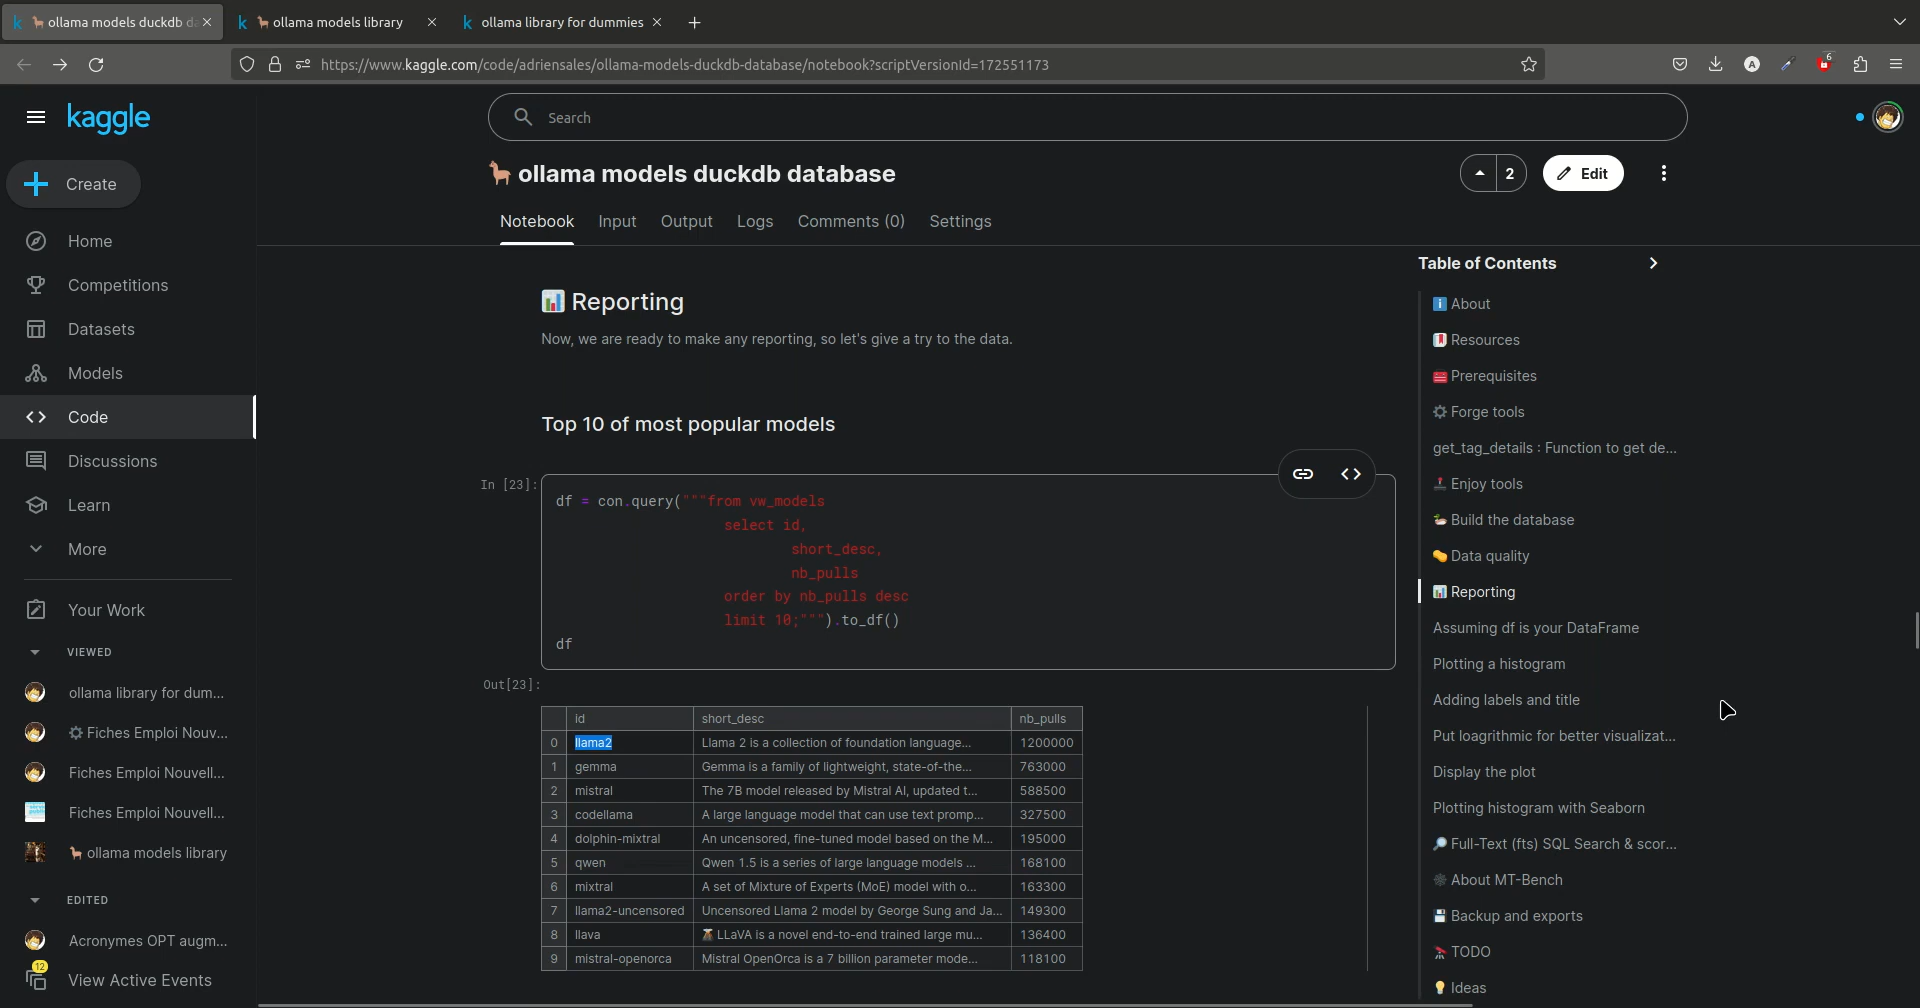 ollama models duckdb da
ollama models library
ollama library for dummies
https://www.kaggle.com/code/adriensales/ollama-models-duckdb-database/notebook?scriptVersionId=172551173
A
6
kaggle
Search
Create
Home
Competitions
Datasets
Models
Code
Discussions
Learn
More
Your Work
VIEWED
ollama library for dum...
Fiches Emploi Nouv...
Fiches Emploi Nouvell...
Fiches Emploi Nouvell...
ollama models library
EDITED
Acronymes OPT augm...
12
View Active Events
ollama models duckdb database
2
Edit
Notebook Input Output Logs Comments (0) Settings
Reporting
Now, we are ready to make any reporting, so let's give a try to the data.
Top 10 of most popular models
In [23]:
df = con.query("""from vw_models
select id,
short_desc,
nb_pulls
order by nb_pulls desc
limit 10;""").to_df()
df
Out[23]:
id short_desc nb_pulls
0 llama2 Llama 2 is a collection of foundation language... 1200000
1 gemma Gemma is a family of lightweight, state-of-the... 763000
2 mistral The 7B model released by Mistral AI, updated t... 588500
3 codellama A large language model that can use text promp... 327500
4 dolphin-mixtral An uncensored, fine-tuned model based on the M... 195000
5 qwen Qwen 1.5 is a series of large language models ... 168100
6 mixtral A set of Mixture of Experts (MoE) model with o... 163300
7 llama2-uncensored Uncensored Llama 2 model by George Sung and Ja... 149300
8 llava 🌋 LLaVA is a novel end-to-end trained large mu... 136400
9 mistral-openorca Mistral OpenOrca is a 7 billion parameter mode... 118100
Table of Contents
About
Resources
Prerequisites
Forge tools
get_tag_details : Function to get de...
Enjoy tools
Build the database
Data quality
Reporting
Assuming df is your DataFrame
Plotting a histogram
Adding labels and title
Put loagrithmic for better visualizat...
Display the plot
Plotting histogram with Seaborn
Full-Text (fts) SQL Search & scor...
About MT-Bench
Backup and exports
TODO
Ideas